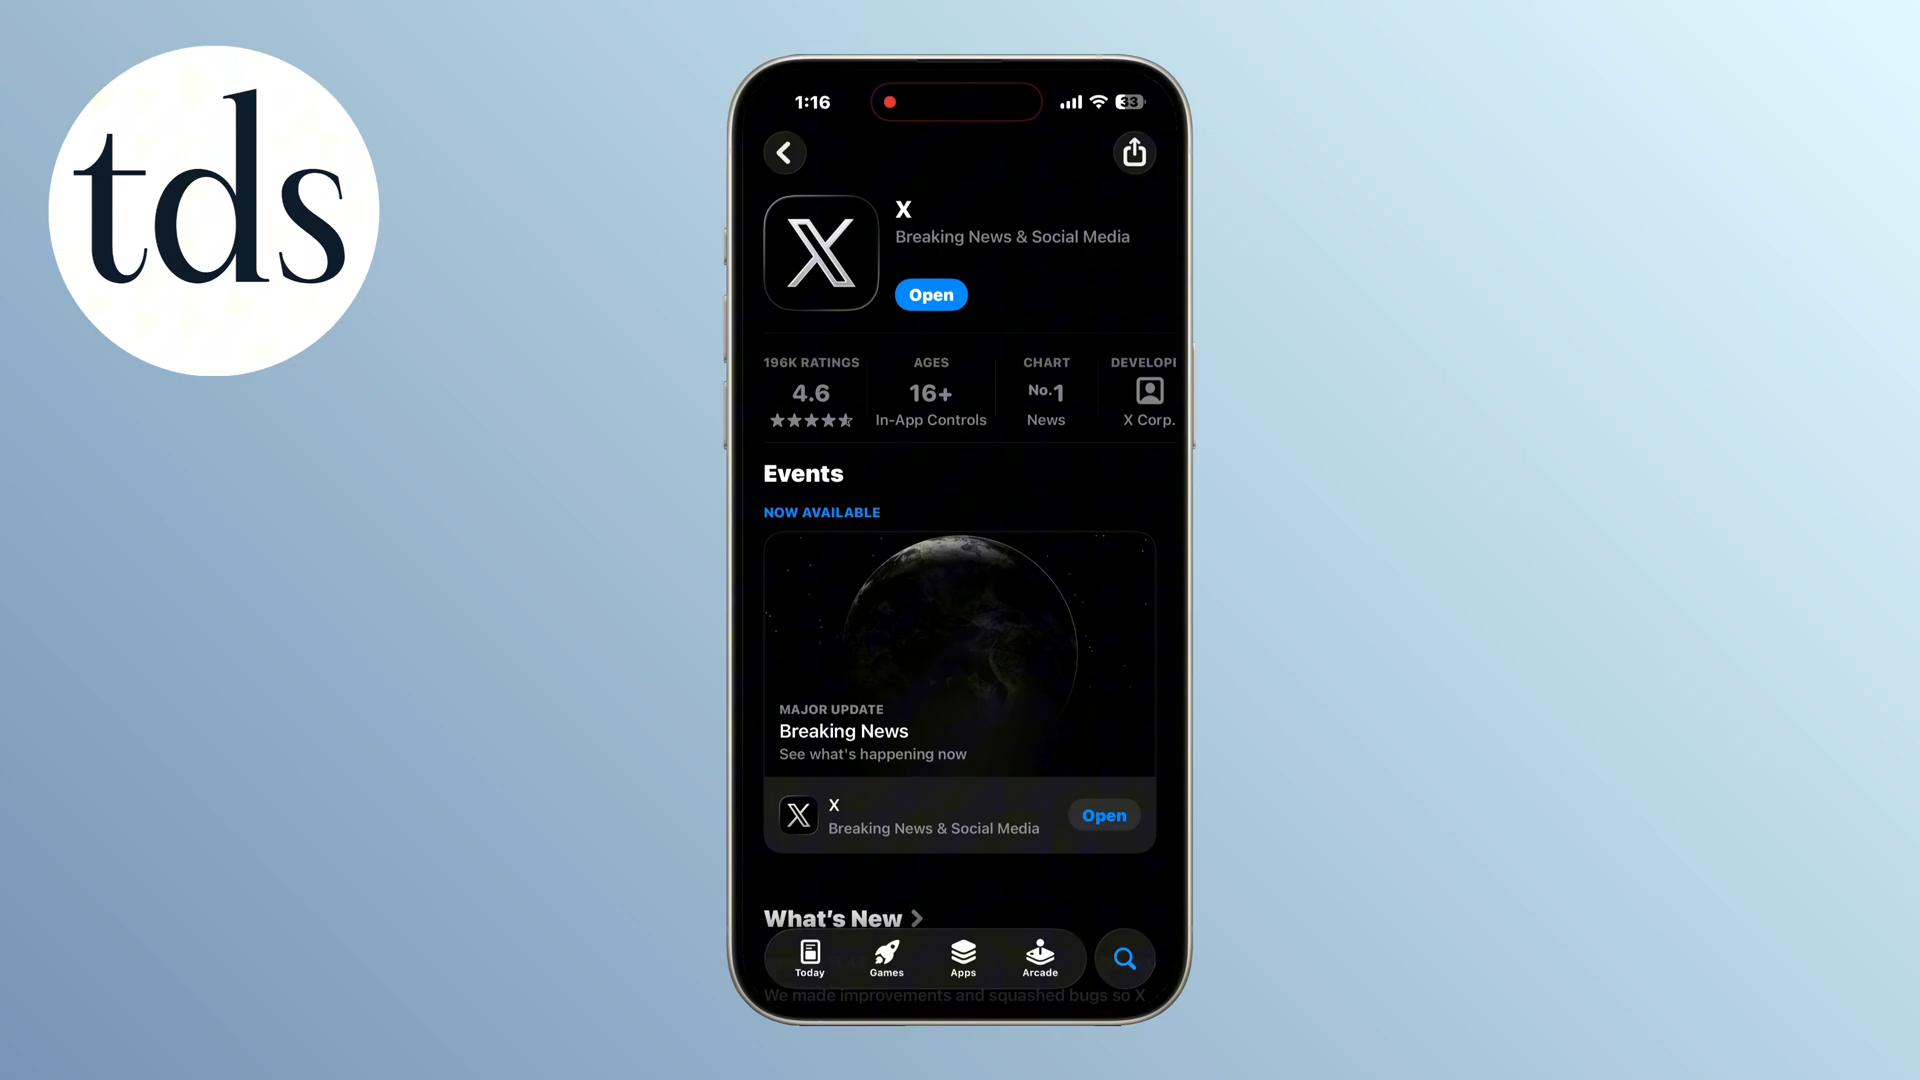 tds
1:16
33
X
Breaking News & Social Media
Open
196K RATINGS
4.6
AGES
16+
In-App Controls
CHART
No.1
News
DEVELOPE
X Corp.
Events
NOW AVAILABLE
MAJOR UPDATE
Breaking News
See what's happening now
X
Breaking News & Social Media
Open
What's New
Today
Games
Apps
Arcade
We made improvements and squashed bugs so X